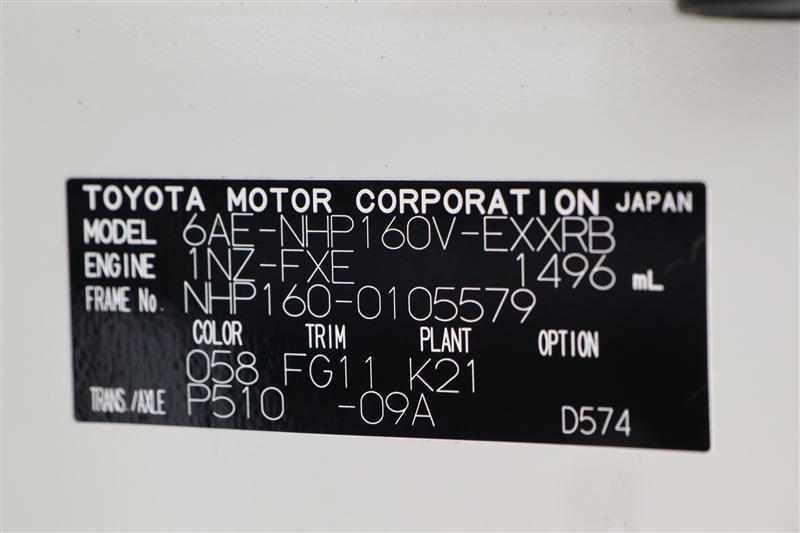 TOYOTA MOTOR CORPORATION JAPAN
MODEL 6AE-NHP160V-EXXRB
ENGINE 1NZ-FXE 1496 mL
FRAME No. NHP160-0105579
COLOR TRIM PLANT OPTION
058 FG11 K21
TRANS./AXLE P510 -09A D574